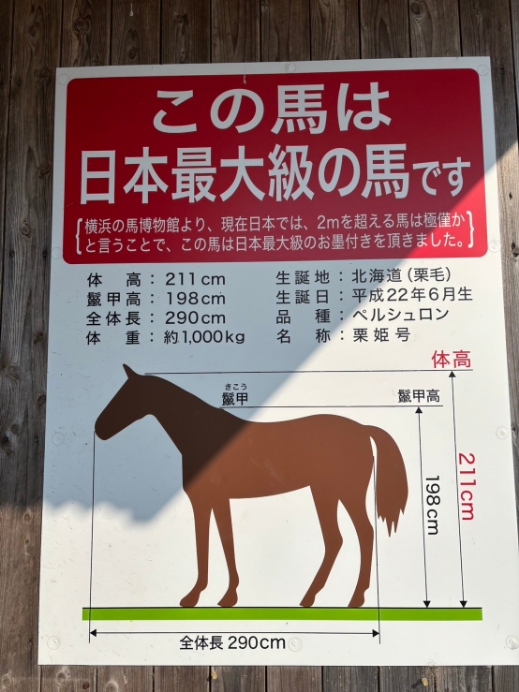 この馬は
日本最大級の馬です
横浜の馬博物館より、現在日本では、2mを超える馬は極僅か
と言うことで、この馬は日本最大級のお墨付きを頂きました。
体高：211cm
鬐甲高：198cm
全体長：290cm
体重：約1,000kg
生誕地：北海道（栗毛）
生誕日：平成22年6月生
品種：ペルシュロン
名称：栗姫号
体高
きこう
鬐甲
鬐甲高
211cm
198cm
全体長 290cm